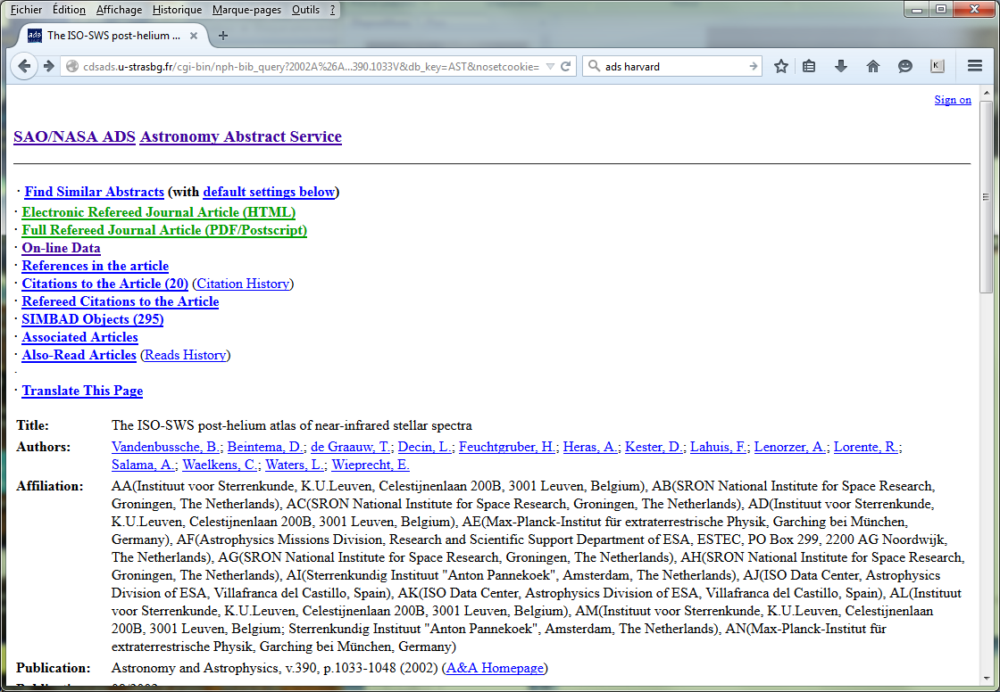 Fichier Édition Affichage Historique Marque-pages Outils ?
The ISO-SWS post-helium ...
cdsads.u-strasbg.fr/cgi-bin/nph-bib_query?2002A%26A...390.1033V&db_key=AST&nosetcookie=
ads harvard
Sign on
SAO/NASA ADS Astronomy Abstract Service
· Find Similar Abstracts (with default settings below)
· Electronic Refereed Journal Article (HTML)
· Full Refereed Journal Article (PDF/Postscript)
· On-line Data
· References in the article
· Citations to the Article (20) (Citation History)
· Refereed Citations to the Article
· SIMBAD Objects (295)
· Associated Articles
· Also-Read Articles (Reads History)
·
· Translate This Page
Title: The ISO-SWS post-helium atlas of near-infrared stellar spectra
Authors: Vandenbussche, B.; Beintema, D.; de Graauw, T.; Decin, L.; Feuchtgruber, H.; Heras, A.; Kester, D.; Lahuis, F.; Lenorzer, A.; Lorente, R.;
Salama, A.; Waelkens, C.; Waters, L.; Wieprecht, E.
Affiliation: AA(Instituut voor Sterrenkunde, K.U.Leuven, Celestijnenlaan 200B, 3001 Leuven, Belgium), AB(SRON National Institute for Space Research,
Groningen, The Netherlands), AC(SRON National Institute for Space Research, Groningen, The Netherlands), AD(Instituut voor Sterrenkunde,
K.U.Leuven, Celestijnenlaan 200B, 3001 Leuven, Belgium), AE(Max-Planck-Institut für extraterrestrische Physik, Garching bei München,
Germany), AF(Astrophysics Missions Division, Research and Scientific Support Department of ESA, ESTEC, PO Box 299, 2200 AG Noordwijk,
The Netherlands), AG(SRON National Institute for Space Research, Groningen, The Netherlands), AH(SRON National Institute for Space Research,
Groningen, The Netherlands), AI(Sterrenkundig Instituut "Anton Pannekoek", Amsterdam, The Netherlands), AJ(ISO Data Center, Astrophysics
Division of ESA, Villafranca del Castillo, Spain), AK(ISO Data Center, Astrophysics Division of ESA, Villafranca del Castillo, Spain), AL(Instituut
voor Sterrenkunde, K.U.Leuven, Celestijnenlaan 200B, 3001 Leuven, Belgium), AM(Instituut voor Sterrenkunde, K.U.Leuven, Celestijnenlaan
200B, 3001 Leuven, Belgium; Sterrenkundig Instituut "Anton Pannekoek", Amsterdam, The Netherlands), AN(Max-Planck-Institut für
extraterrestrische Physik, Garching bei München, Germany)
Publication: Astronomy and Astrophysics, v.390, p.1033-1048 (2002) (A&A Homepage)